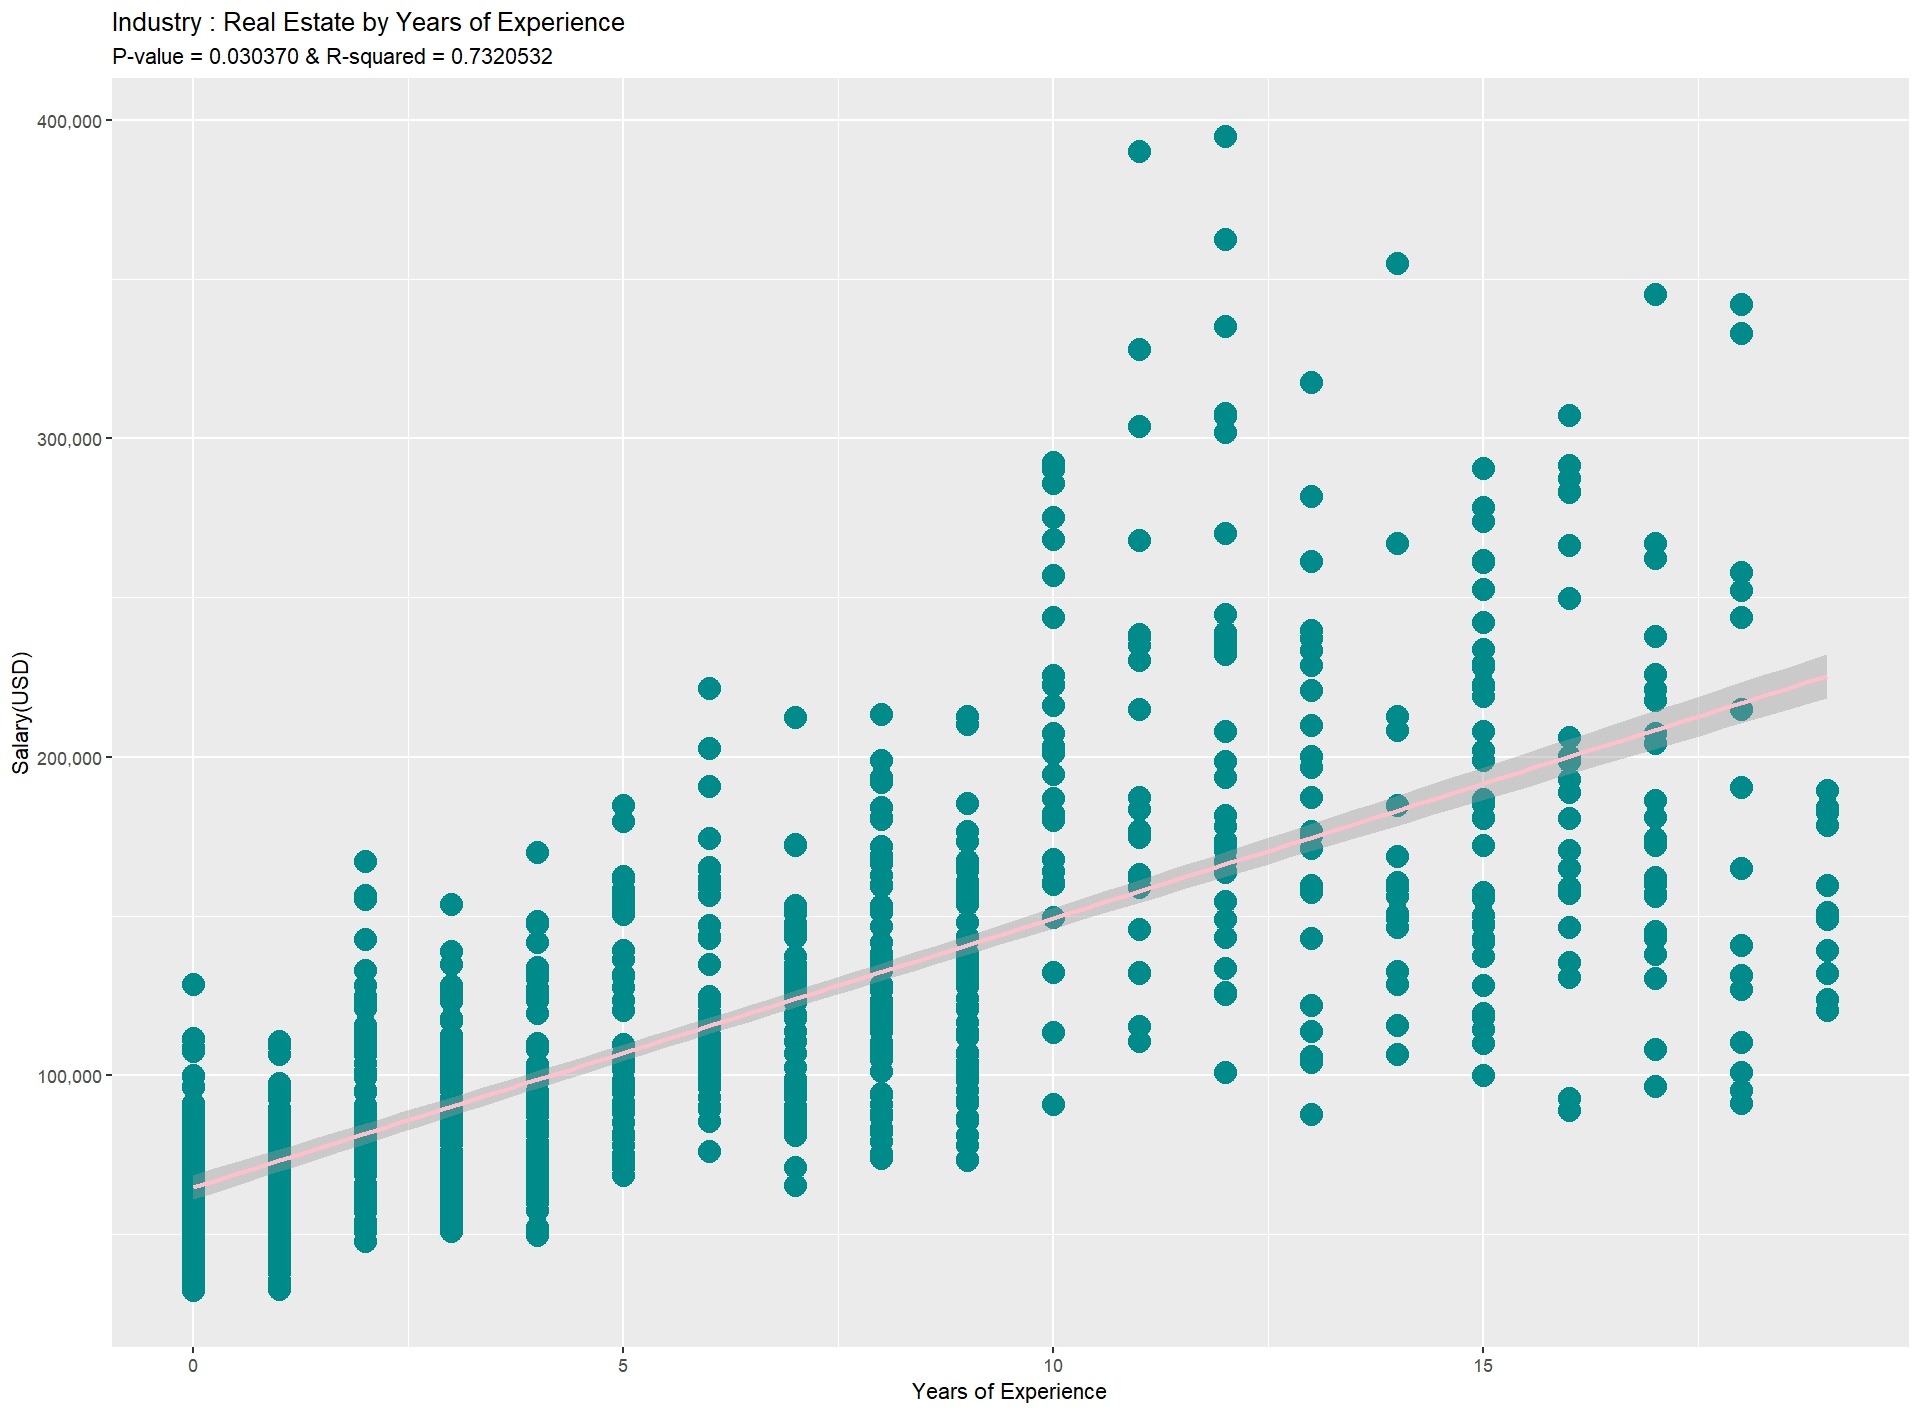 Industry : Real Estate by Years of Experience
P-value = 0.030370 & R-squared = 0.7320532
400,000
300,000
200,000
100,000
Salary(USD)
0
5
10
15
Years of Experience